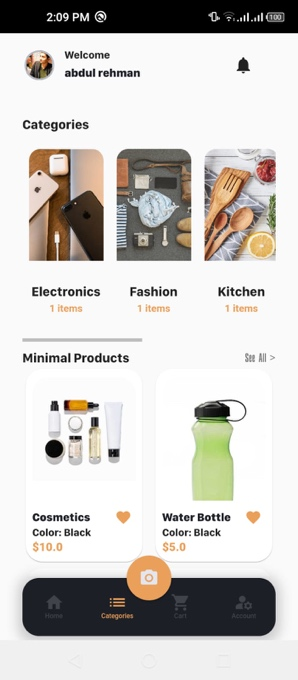 2:09 PM
100
Welcome
abdul rehman
Categories
Electronics
1 items
Fashion
1 items
Kitchen
1 items
Minimal Products
See All >
Cosmetics
Color: Black
$10.0
Water Bottle
Color: Black
$5.0
Home
Categories
Cart
Account